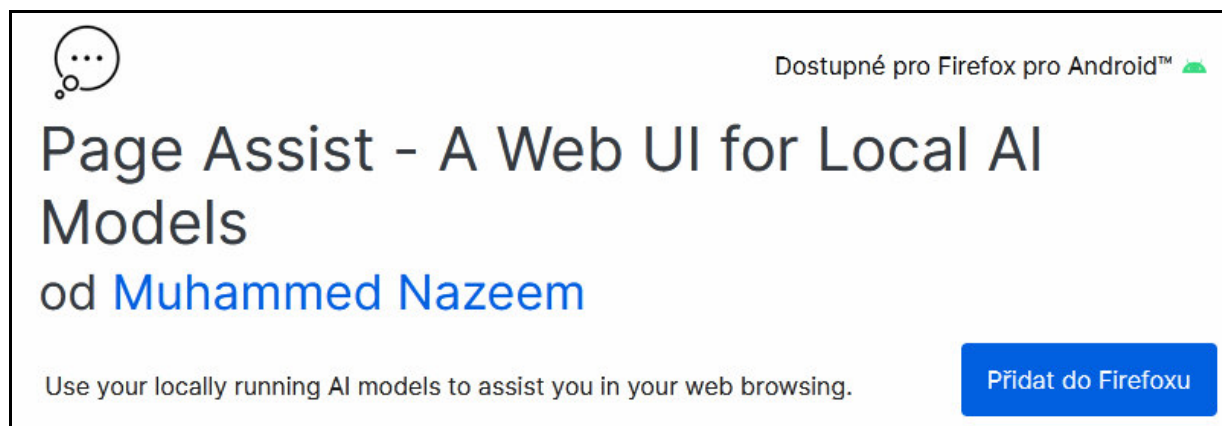 Dostupné pro Firefox pro Android™
Page Assist - A Web UI for Local AI
Models
od Muhammed Nazeem
Use your locally running AI models to assist you in your web browsing.
Přidat do Firefoxu